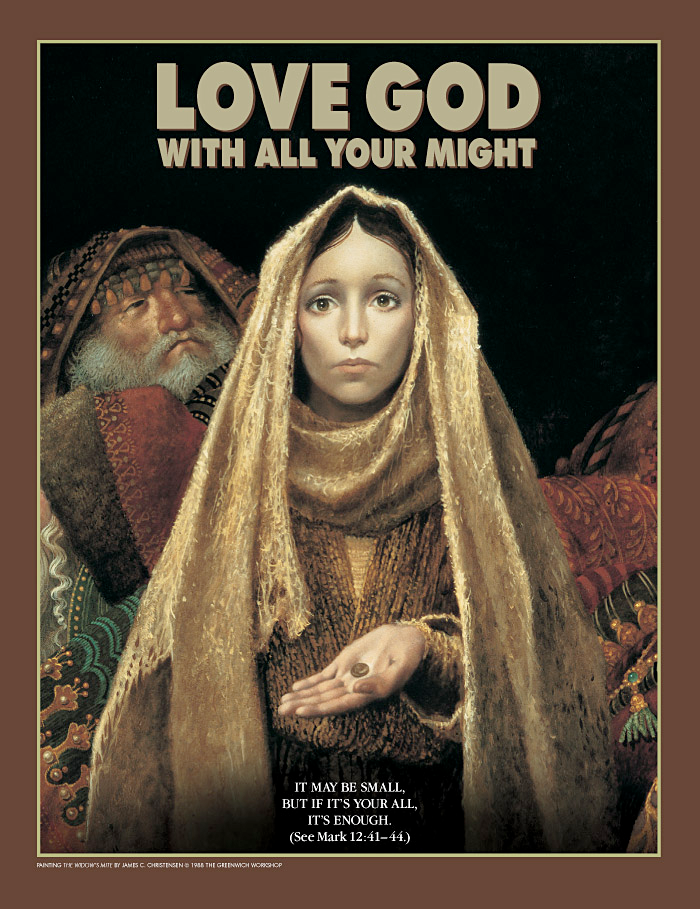 LOVE GOD
WITH ALL YOUR MIGHT
IT MAY BE SMALL,
BUT IF IT'S YOUR ALL,
IT'S ENOUGH.
(See Mark 12:41–44.)
PAINTING THE WIDOW'S MITE BY JAMES C. CHRISTENSEN © 1988 THE GREENWICH WORKSHOP